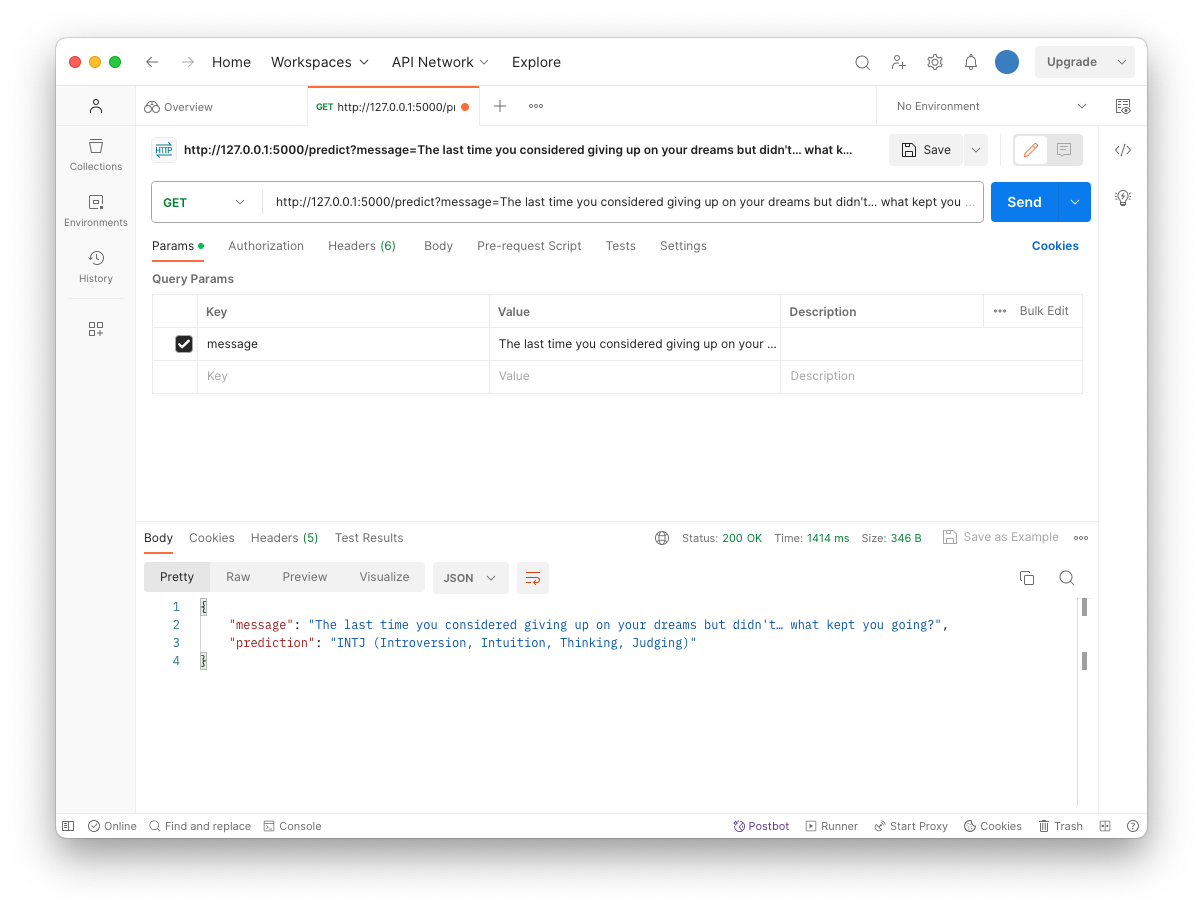 Home Workspaces API Network Explore Upgrade
Overview GET http://127.0.0.1:5000/pr No Environment
HTTP http://127.0.0.1:5000/predict?message=The last time you considered giving up on your dreams but didn't… what k... Save
Collections
Environments
History
GET http://127.0.0.1:5000/predict?message=The last time you considered giving up on your dreams but didn't… what kept you ... Send
Params Authorization Headers (6) Body Pre-request Script Tests Settings Cookies
Query Params
Key Value Description Bulk Edit
message The last time you considered giving up on your ...
Key Value Description
Body Cookies Headers (5) Test Results Status: 200 OK Time: 1414 ms Size: 346 B Save as Example
Pretty Raw Preview Visualize JSON
1 {
2 "message": "The last time you considered giving up on your dreams but didn't… what kept you going?",
3 "prediction": "INTJ (Introversion, Intuition, Thinking, Judging)"
4 }
Online Find and replace Console Postbot Runner Start Proxy Cookies Trash